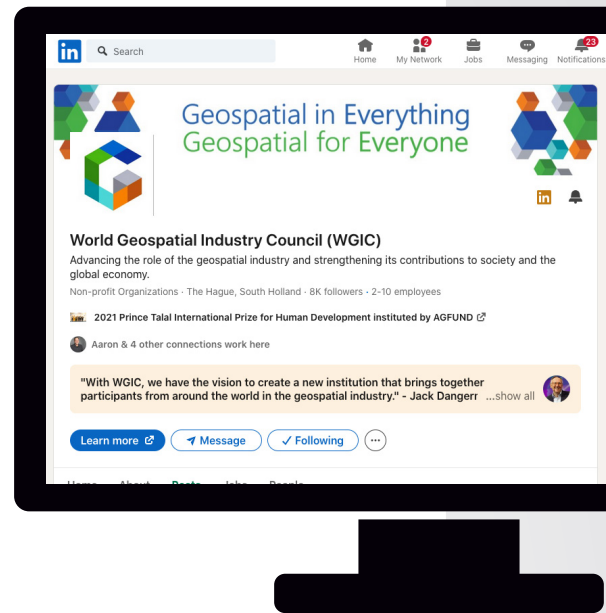 in Search
2
23
Home My Network Jobs Messaging Notifications
Geospatial in Everything
Geospatial for Everyone
in
World Geospatial Industry Council (WGIC)
Advancing the role of the geospatial industry and strengthening its contributions to society and the
global economy.
Non-profit Organizations · The Hague, South Holland · 8K followers · 2-10 employees
2021 Prince Talal International Prize for Human Development instituted by AGFUND
Aaron & 4 other connections work here
"With WGIC, we have the vision to create a new institution that brings together
participants from around the world in the geospatial industry." - Jack Dangerr ...show all
Learn more Message Following
Home About Posts Jobs People